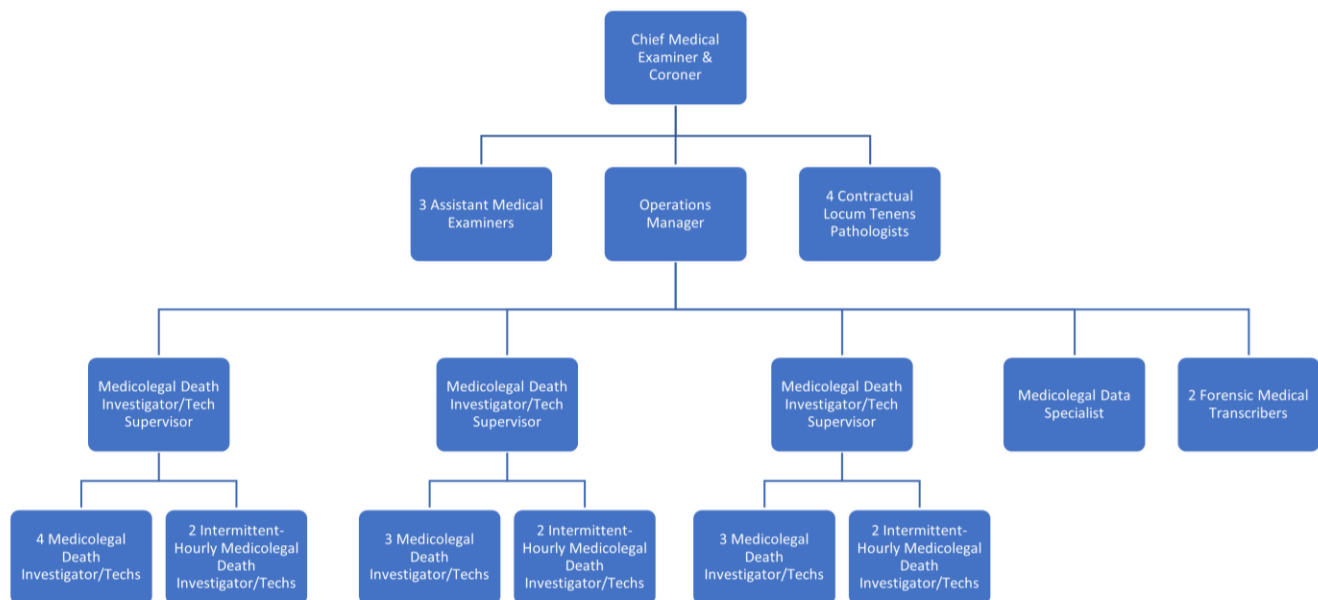 Chief Medical
Examiner &
Coroner
3 Assistant Medical
Examiners
Operations
Manager
4 Contractual
Locum Tenens
Pathologists
Medicolegal Death
Investigator/Tech
Supervisor
Medicolegal Death
Investigator/Tech
Supervisor
Medicolegal Death
Investigator/Tech
Supervisor
Medicolegal Data
Specialist
2 Forensic Medical
Transcribers
4 Medicolegal
Death
Investigator/Techs
2 Intermittent-
Hourly Medicolegal
Death
Investigator/Techs
3 Medicolegal
Death
Investigator/Techs
2 Intermittent-
Hourly Medicolegal
Death
Investigator/Techs
3 Medicolegal
Death
Investigator/Techs
2 Intermittent-
Hourly Medicolegal
Death
Investigator/Techs